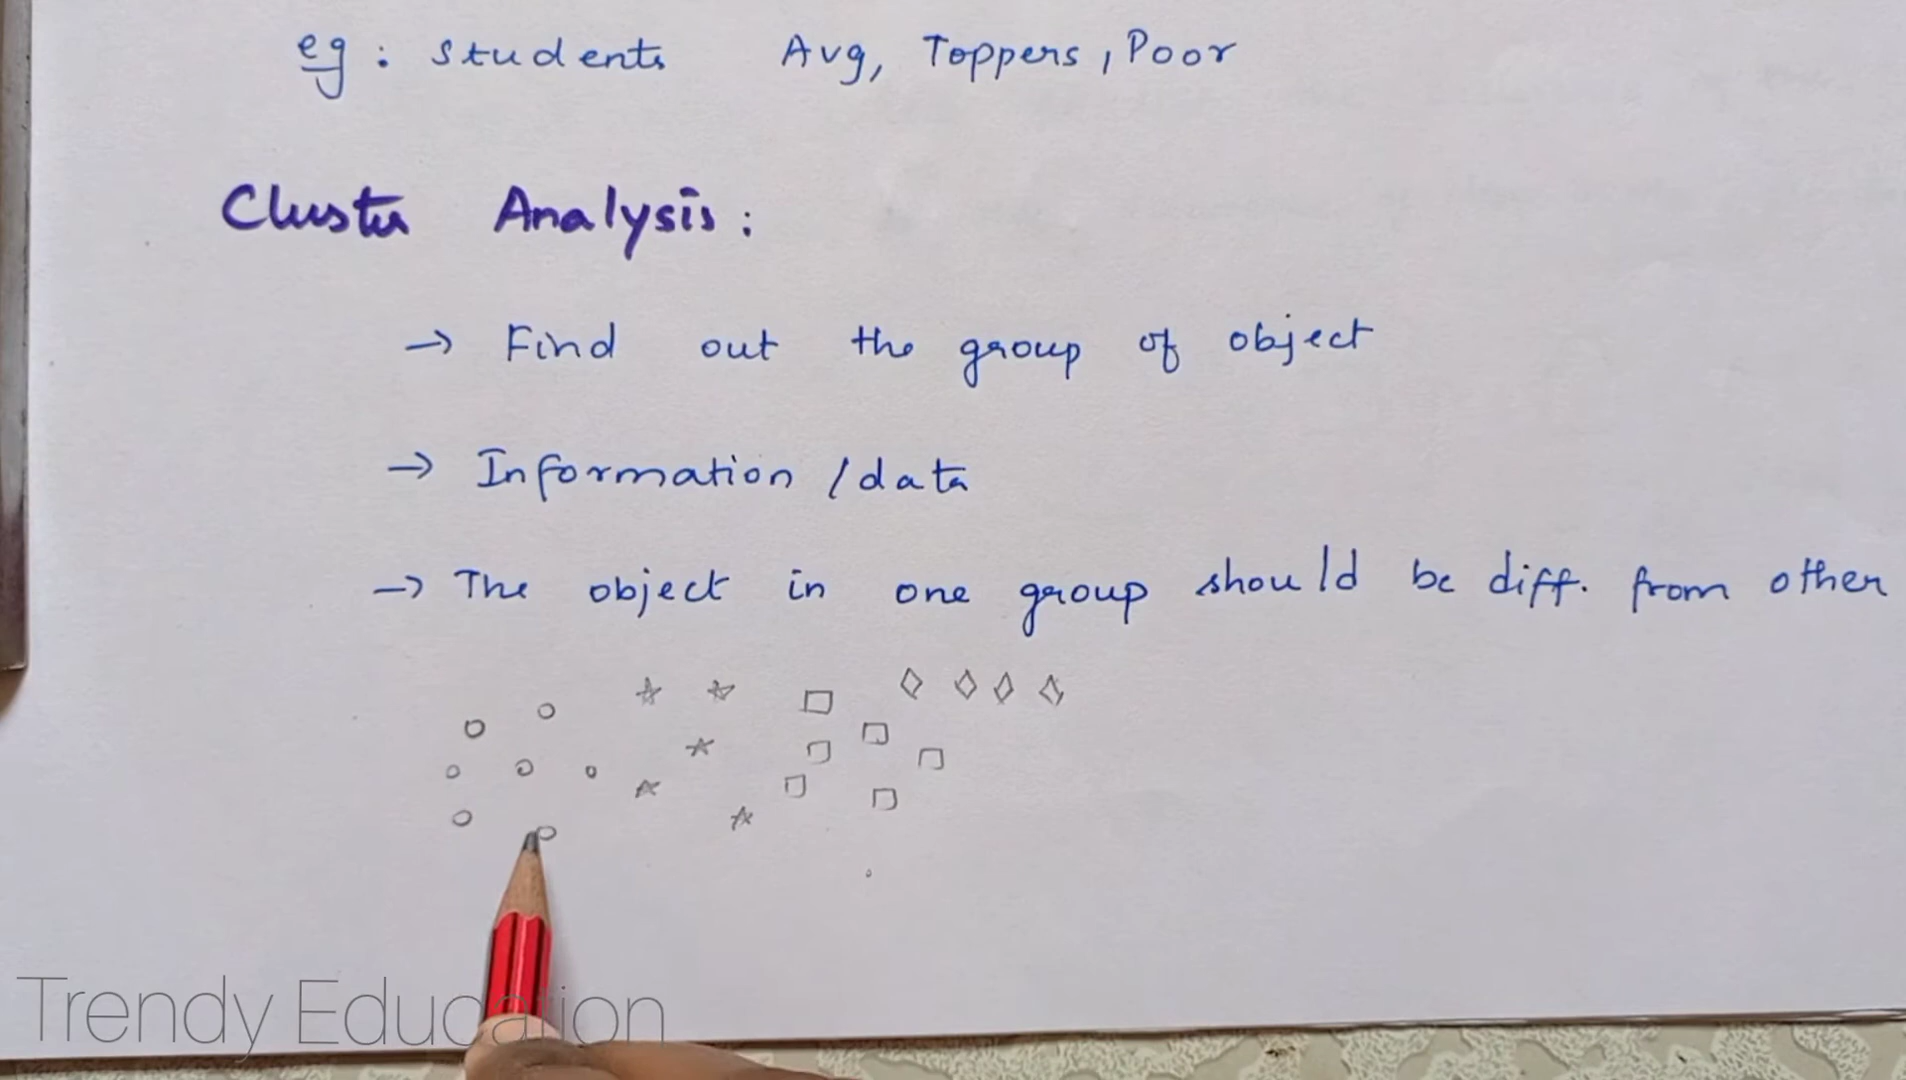 eg : students Avg, Toppers, Poor
Cluster Analysis :
→ Find out the group of object
→ Information / data
→ The object in one group should be diff. from other
Trendy Education